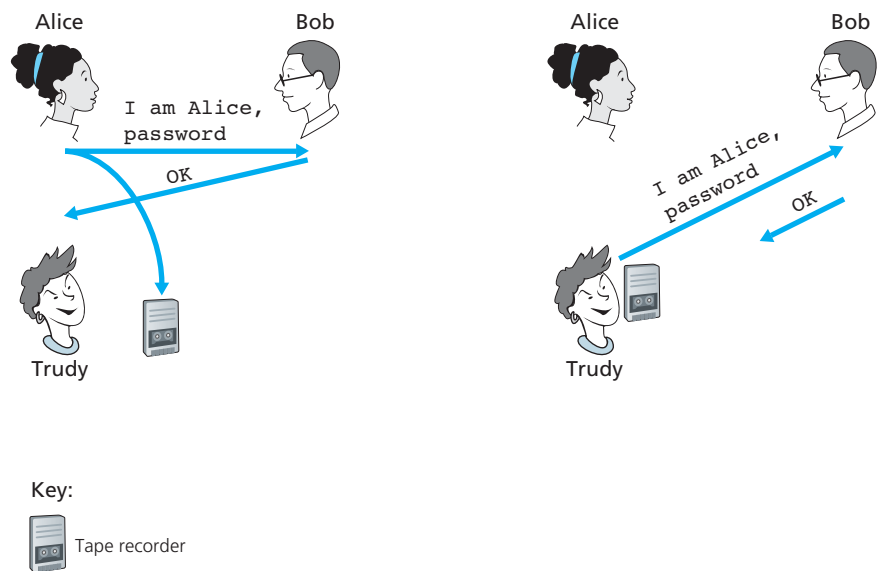 Alice
Bob
I am Alice,
password
OK
Trudy
Alice
Bob
I am Alice,
password
OK
Trudy
Key:
Tape recorder